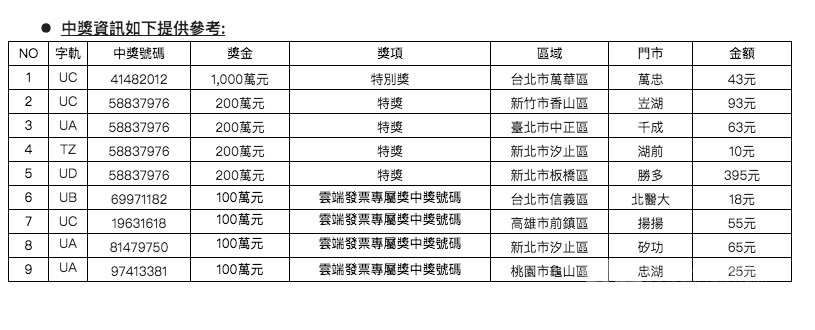 ● 中獎資訊如下提供參考:
NO 字軌 中獎號碼 獎金 獎項 區域 門市 金額
1 UC 41482012 1,000萬元 特別獎 台北市萬華區 萬忠 43元
2 UC 58837976 200萬元 特獎 新竹市香山區 豈湖 93元
3 UA 58837976 200萬元 特獎 臺北市中正區 千成 63元
4 TZ 58837976 200萬元 特獎 新北市汐止區 湖前 10元
5 UD 58837976 200萬元 特獎 新北市板橋區 勝多 395元
6 UB 69971182 100萬元 雲端發票專屬獎中獎號碼 台北市信義區 北醫大 18元
7 UC 19631618 100萬元 雲端發票專屬獎中獎號碼 高雄市前鎮區 揚揚 55元
8 UA 81479750 100萬元 雲端發票專屬獎中獎號碼 新北市汐止區 矽功 65元
9 UA 97413381 100萬元 雲端發票專屬獎中獎號碼 桃園市龜山區 忠湖 25元